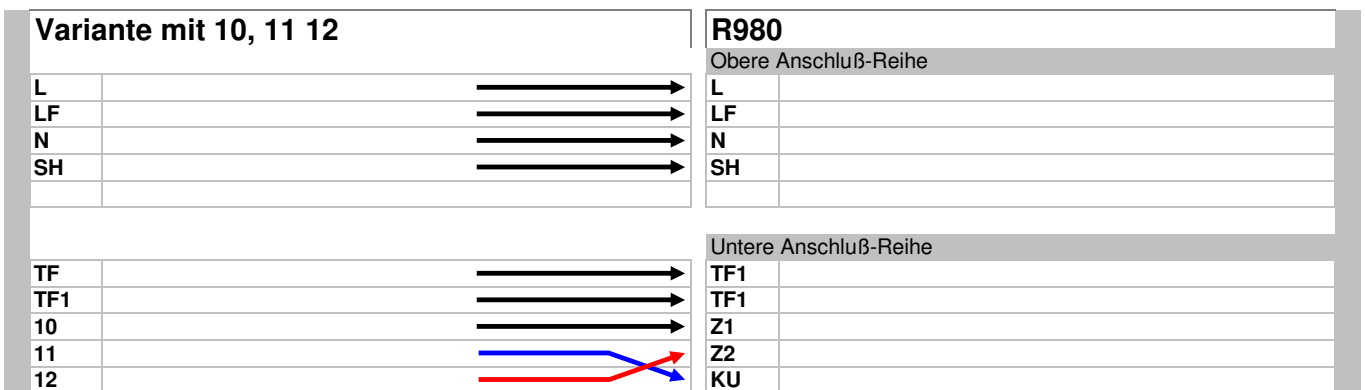 Variante mit 10, 11 12 R980
Obere Anschluß-Reihe
L L
LF LF
N N
SH SH
Untere Anschluß-Reihe
TF TF1
TF1 TF1
10 Z1
11 Z2
12 KU